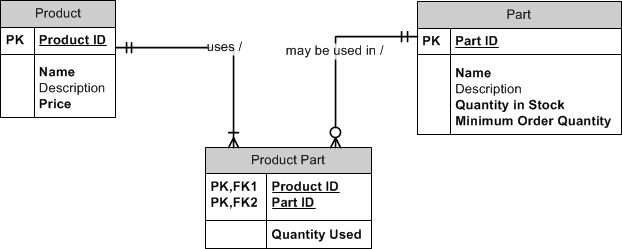 Product
PK Product ID
Name
Description
Price
uses /
may be used in /
Part
PK Part ID
Name
Description
Quantity in Stock
Minimum Order Quantity
Product Part
PK,FK1 Product ID
PK,FK2 Part ID
Quantity Used